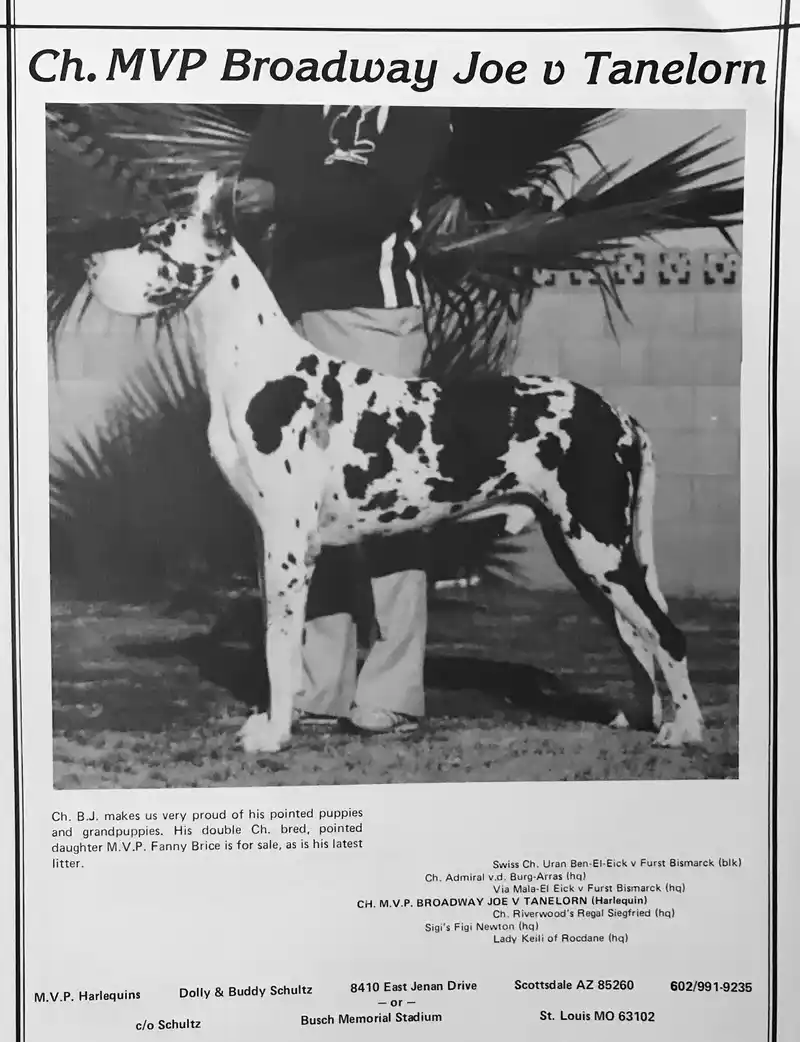 Ch. MVP Broadway Joe v Tanelorn
Ch. B.J. makes us very proud of his pointed puppies
and grandpuppies. His double Ch. bred, pointed
daughter M.V.P. Fanny Brice is for sale, as is his latest
litter.
Swiss Ch. Uran Ben-El-Eick v Furst Bismarck (blk)
Ch. Admiral v.d. Burg-Arras (hq)
Via Mala-El Eick v Furst Bismarck (hq)
CH. M.V.P. BROADWAY JOE V TANELORN (Harlequin)
Ch. Riverwood's Regal Siegfried (hq)
Sigi's Figi Newton (hq)
Lady Keili of Rocdane (hq)
M.V.P. Harlequins Dolly & Buddy Schultz 8410 East Jenan Drive Scottsdale AZ 85260 602/991-9235
— or —
c/o Schultz Busch Memorial Stadium St. Louis MO 63102